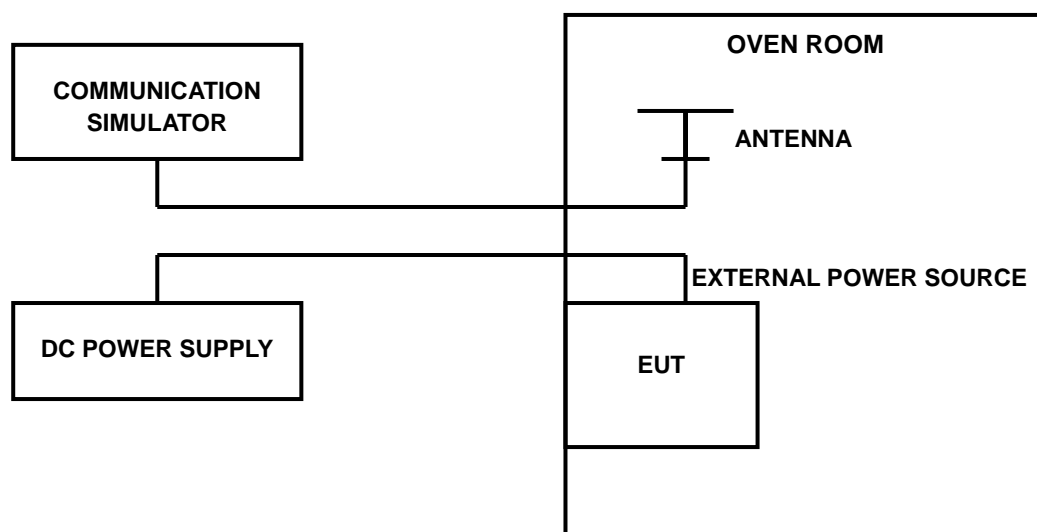 OVEN ROOM
COMMUNICATION
SIMULATOR
ANTENNA
EXTERNAL POWER SOURCE
DC POWER SUPPLY
EUT